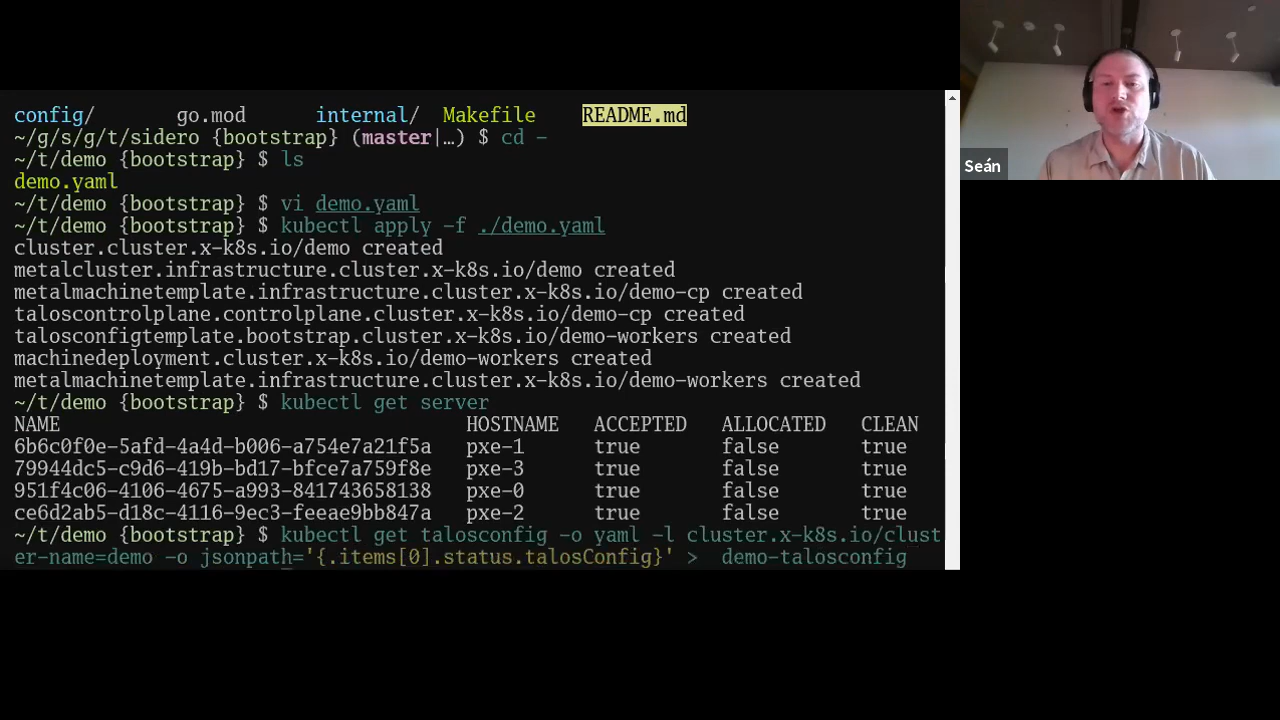 config/ go.mod internal/ Makefile README.md
~/g/s/g/t/sidero {bootstrap} (master|…) $ cd -
~/t/demo {bootstrap} $ ls
demo.yaml
~/t/demo {bootstrap} $ vi demo.yaml
~/t/demo {bootstrap} $ kubectl apply -f ./demo.yaml
cluster.cluster.x-k8s.io/demo created
metalcluster.infrastructure.cluster.x-k8s.io/demo created
metalmachinetemplate.infrastructure.cluster.x-k8s.io/demo-cp created
taloscontrolplane.controlplane.cluster.x-k8s.io/demo-cp created
talosconfigtemplate.bootstrap.cluster.x-k8s.io/demo-workers created
machinedeployment.cluster.x-k8s.io/demo-workers created
metalmachinetemplate.infrastructure.cluster.x-k8s.io/demo-workers created
~/t/demo {bootstrap} $ kubectl get server
NAME HOSTNAME ACCEPTED ALLOCATED CLEAN
6b6c0f0e-5afd-4a4d-b006-a754e7a21f5a pxe-1 true false true
79944dc5-c9d6-419b-bd17-bfce7a759f8e pxe-3 true false true
951f4c06-4106-4675-a993-841743658138 pxe-0 true false true
ce6d2ab5-d18c-4116-9ec3-feeae9bb847a pxe-2 true false true
~/t/demo {bootstrap} $ kubectl get talosconfig -o yaml -l cluster.x-k8s.io/clust
er-name=demo -o jsonpath='{.items[0].status.talosConfig}' > demo-talosconfig
Seán